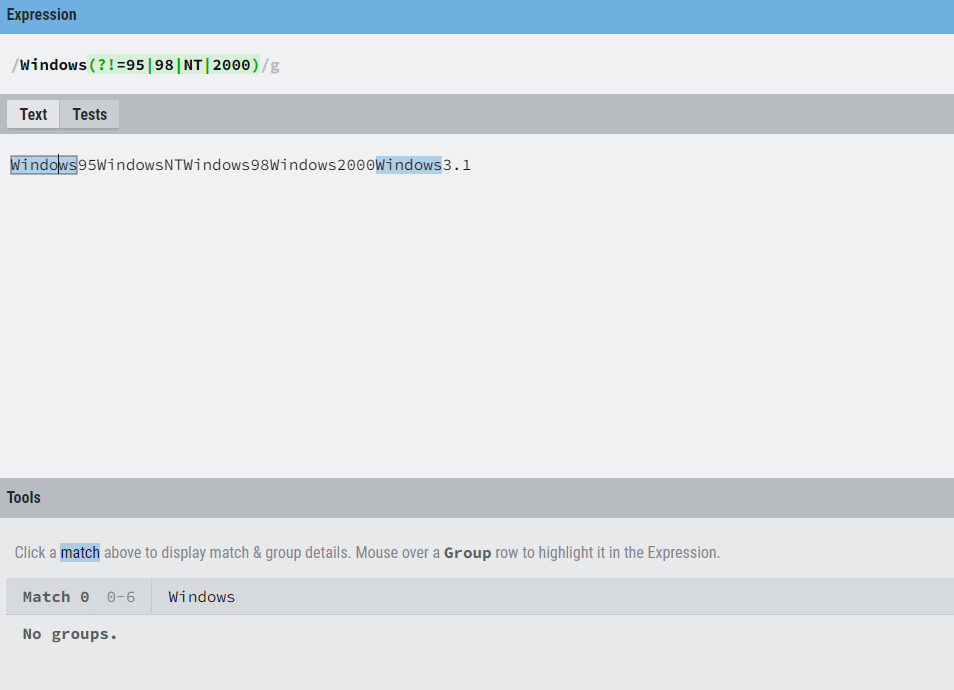 Expression
/Windows(?!=95|98|NT|2000)/g
Text Tests
Windows95WindowsNTWindows98Windows2000Windows3.1
Tools
Click a match above to display match & group details. Mouse over a Group row to highlight it in the Expression.
Match 0 0-6 Windows
No groups.